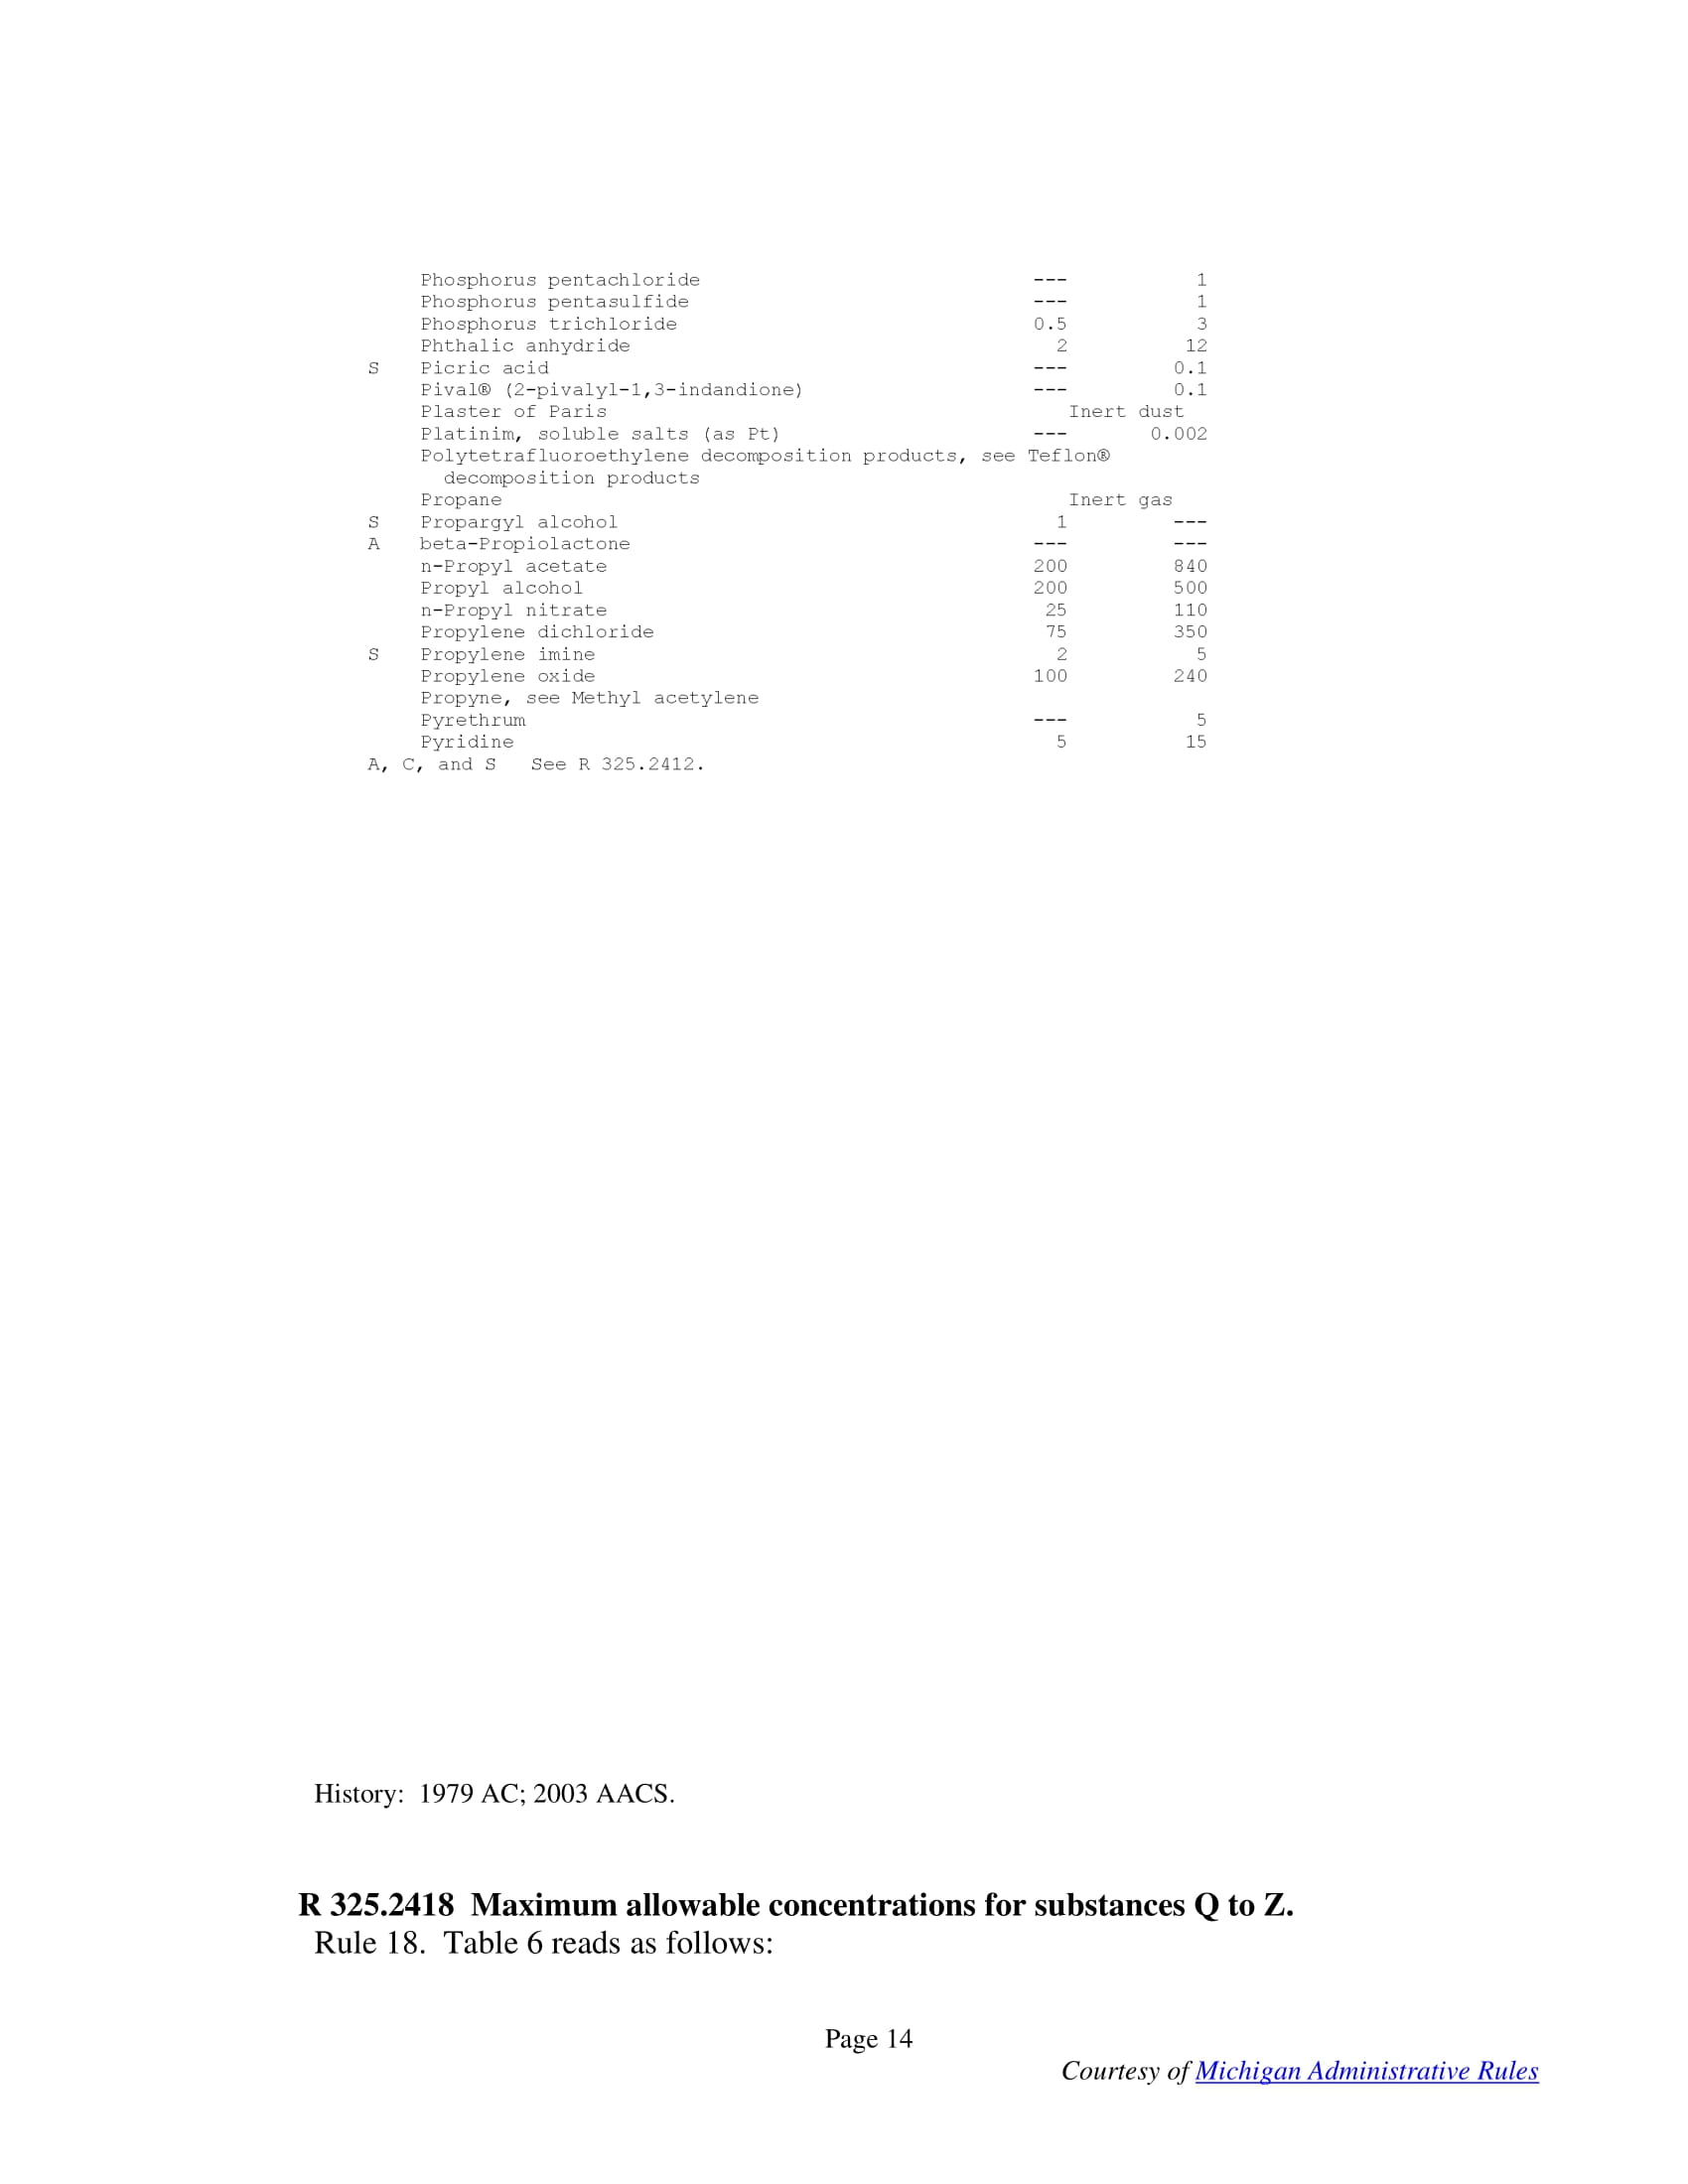 Phosphorus pentachloride --- 1
Phosphorus pentasulfide --- 1
Phosphorus trichloride 0.5 3
Phthalic anhydride 2 12
S Picric acid --- 0.1
Pival® (2-pivalyl-1,3-indandione) --- 0.1
Plaster of Paris Inert dust
Platinim, soluble salts (as Pt) --- 0.002
Polytetrafluoroethylene decomposition products, see Teflon®
decomposition products
Propane Inert gas
S Propargyl alcohol 1 ---
A beta-Propiolactone --- ---
n-Propyl acetate 200 840
Propyl alcohol 200 500
n-Propyl nitrate 25 110
Propylene dichloride 75 350
S Propylene imine 2 5
Propylene oxide 100 240
Propyne, see Methyl acetylene
Pyrethrum --- 5
Pyridine 5 15
A, C, and S See R 325.2412.
History: 1979 AC; 2003 AACS.
R 325.2418 Maximum allowable concentrations for substances Q to Z.
Rule 18. Table 6 reads as follows:
Page 14
Courtesy of Michigan Administrative Rules